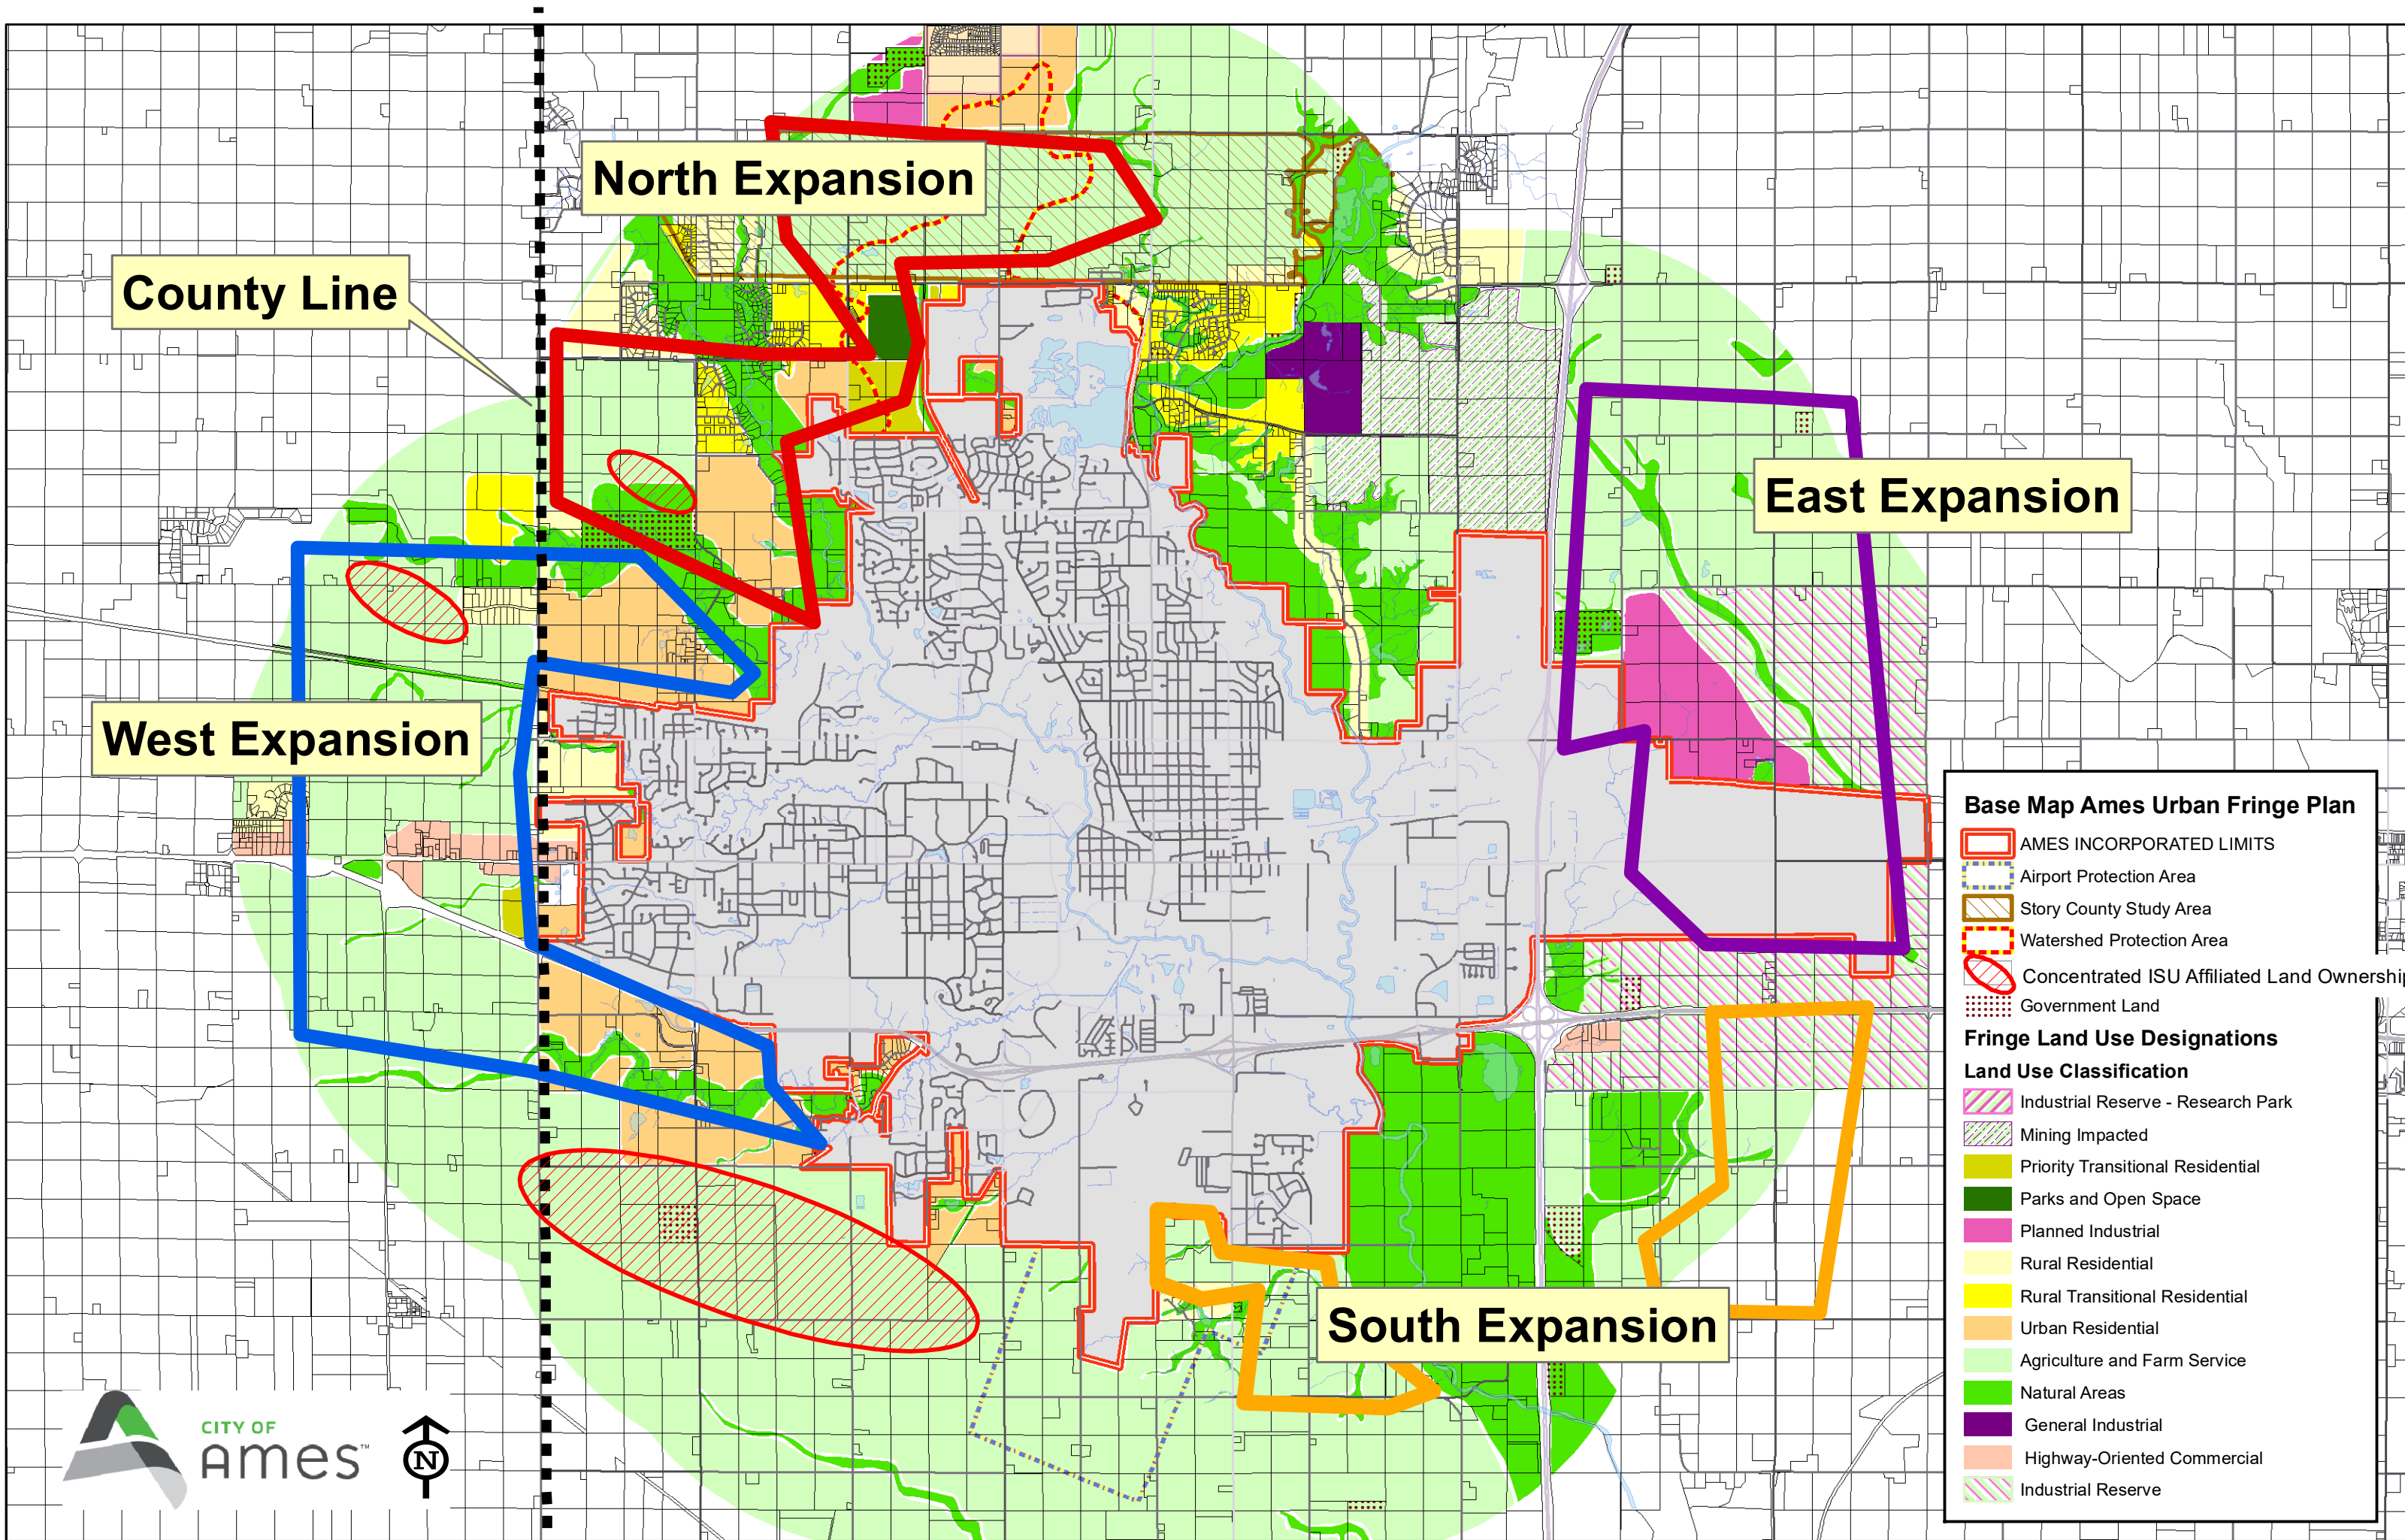 North Expansion
County Line
East Expansion
West Expansion
South Expansion
Base Map Ames Urban Fringe Plan
AMES INCORPORATED LIMITS
Airport Protection Area
Story County Study Area
Watershed Protection Area
Concentrated ISU Affiliated Land Ownership
Government Land
Fringe Land Use Designations
Land Use Classification
Industrial Reserve - Research Park
Mining Impacted
Priority Transitional Residential
Parks and Open Space
Planned Industrial
Rural Residential
Rural Transitional Residential
Urban Residential
Agriculture and Farm Service
Natural Areas
General Industrial
Highway-Oriented Commercial
Industrial Reserve
CITY OF
Ames™
N